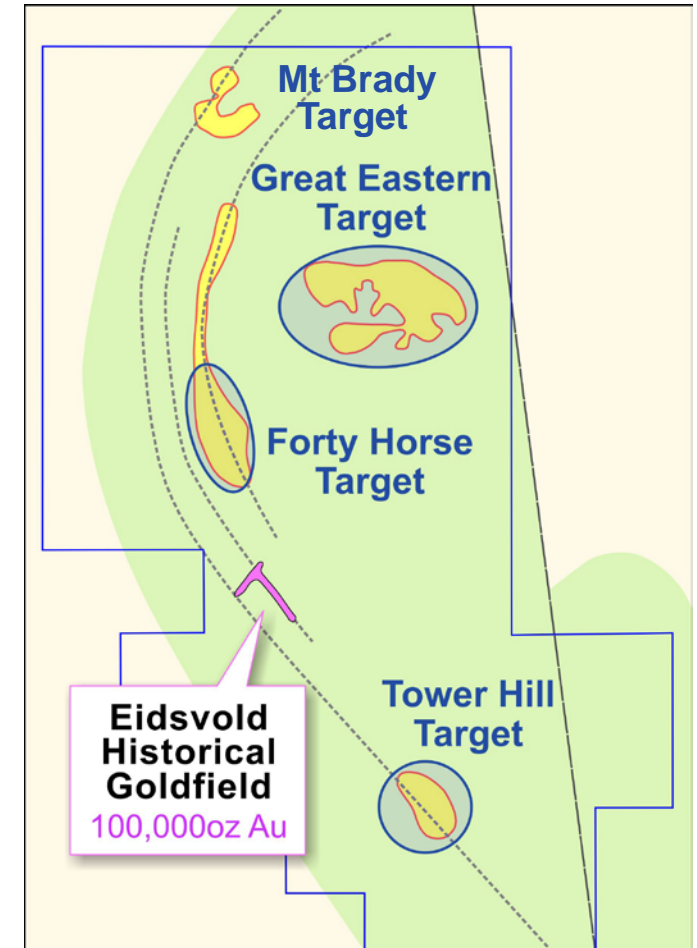 Mt Brady
Target
Great Eastern
Target
Forty Horse
Target
Eidsvold
Historical
Goldfield
100,000oz Au
Tower Hill
Target